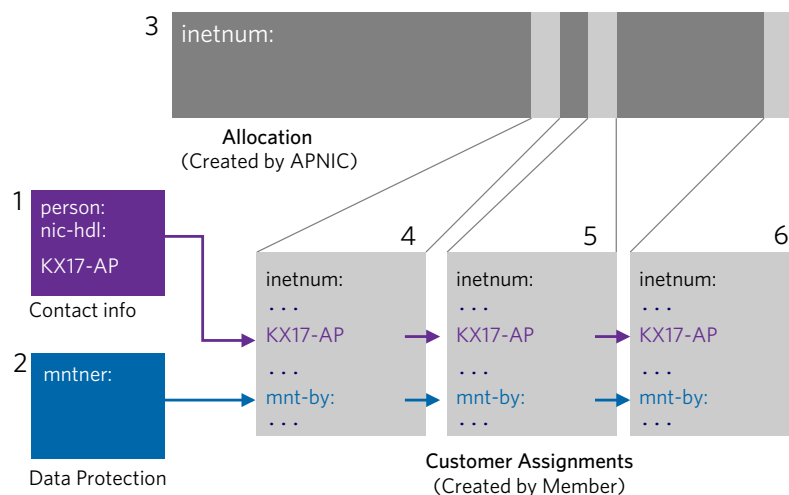 3
inetnum:
Allocation
(Created by APNIC)
1
person:
nic-hdl:
KX17-AP
Contact info
2
mntner:
Data Protection
4
inetnum:
...
KX17-AP
...
mnt-by:
...
5
inetnum:
...
KX17-AP
...
mnt-by:
...
6
inetnum:
...
KX17-AP
...
mnt-by:
...
Customer Assignments
(Created by Member)